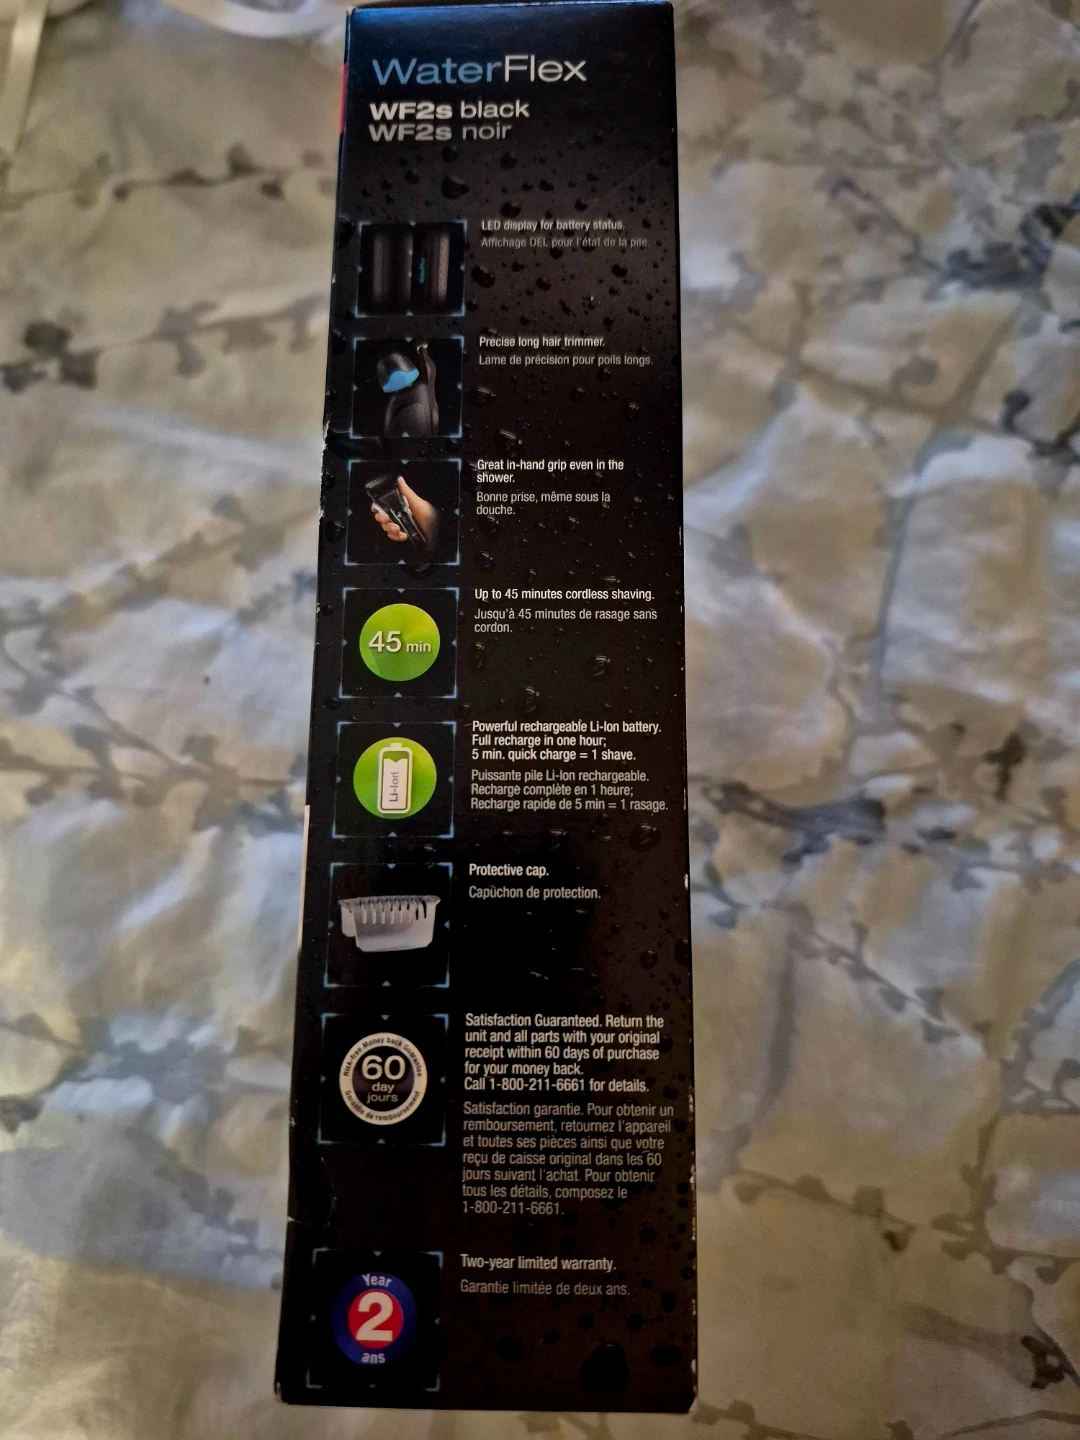 WaterFlex
WF2s black
WF2s noir
LED display for battery status.
Affichage DEL pour l'état de la pile.
Precise long hair trimmer.
Lame de précision pour poils longs.
Great in-hand grip even in the
shower.
Bonne prise, même sous la
douche.
45 min
Up to 45 minutes cordless shaving.
Jusqu'à 45 minutes de rasage sans
cordon.
Li-Ion
Powerful rechargeable Li-Ion battery.
Full recharge in one hour;
5 min. quick charge = 1 shave.
Puissante pile Li-Ion rechargeable.
Recharge complète en 1 heure;
Recharge rapide de 5 min = 1 rasage.
Protective cap.
Capuchon de protection.
Risk-free Money back Guarantee
60
day
jours
Garantie de remboursement
Satisfaction Guaranteed. Return the
unit and all parts with your original
receipt within 60 days of purchase
for your money back.
Call 1-800-211-6661 for details.
Satisfaction garantie. Pour obtenir un
remboursement, retournez l'appareil
et toutes ses pièces ainsi que votre
reçu de caisse original dans les 60
jours suivant l'achat. Pour obtenir
tous les détails, composez le
1-800-211-6661.
Year
2
ans
Two-year limited warranty.
Garantie limitée de deux ans.